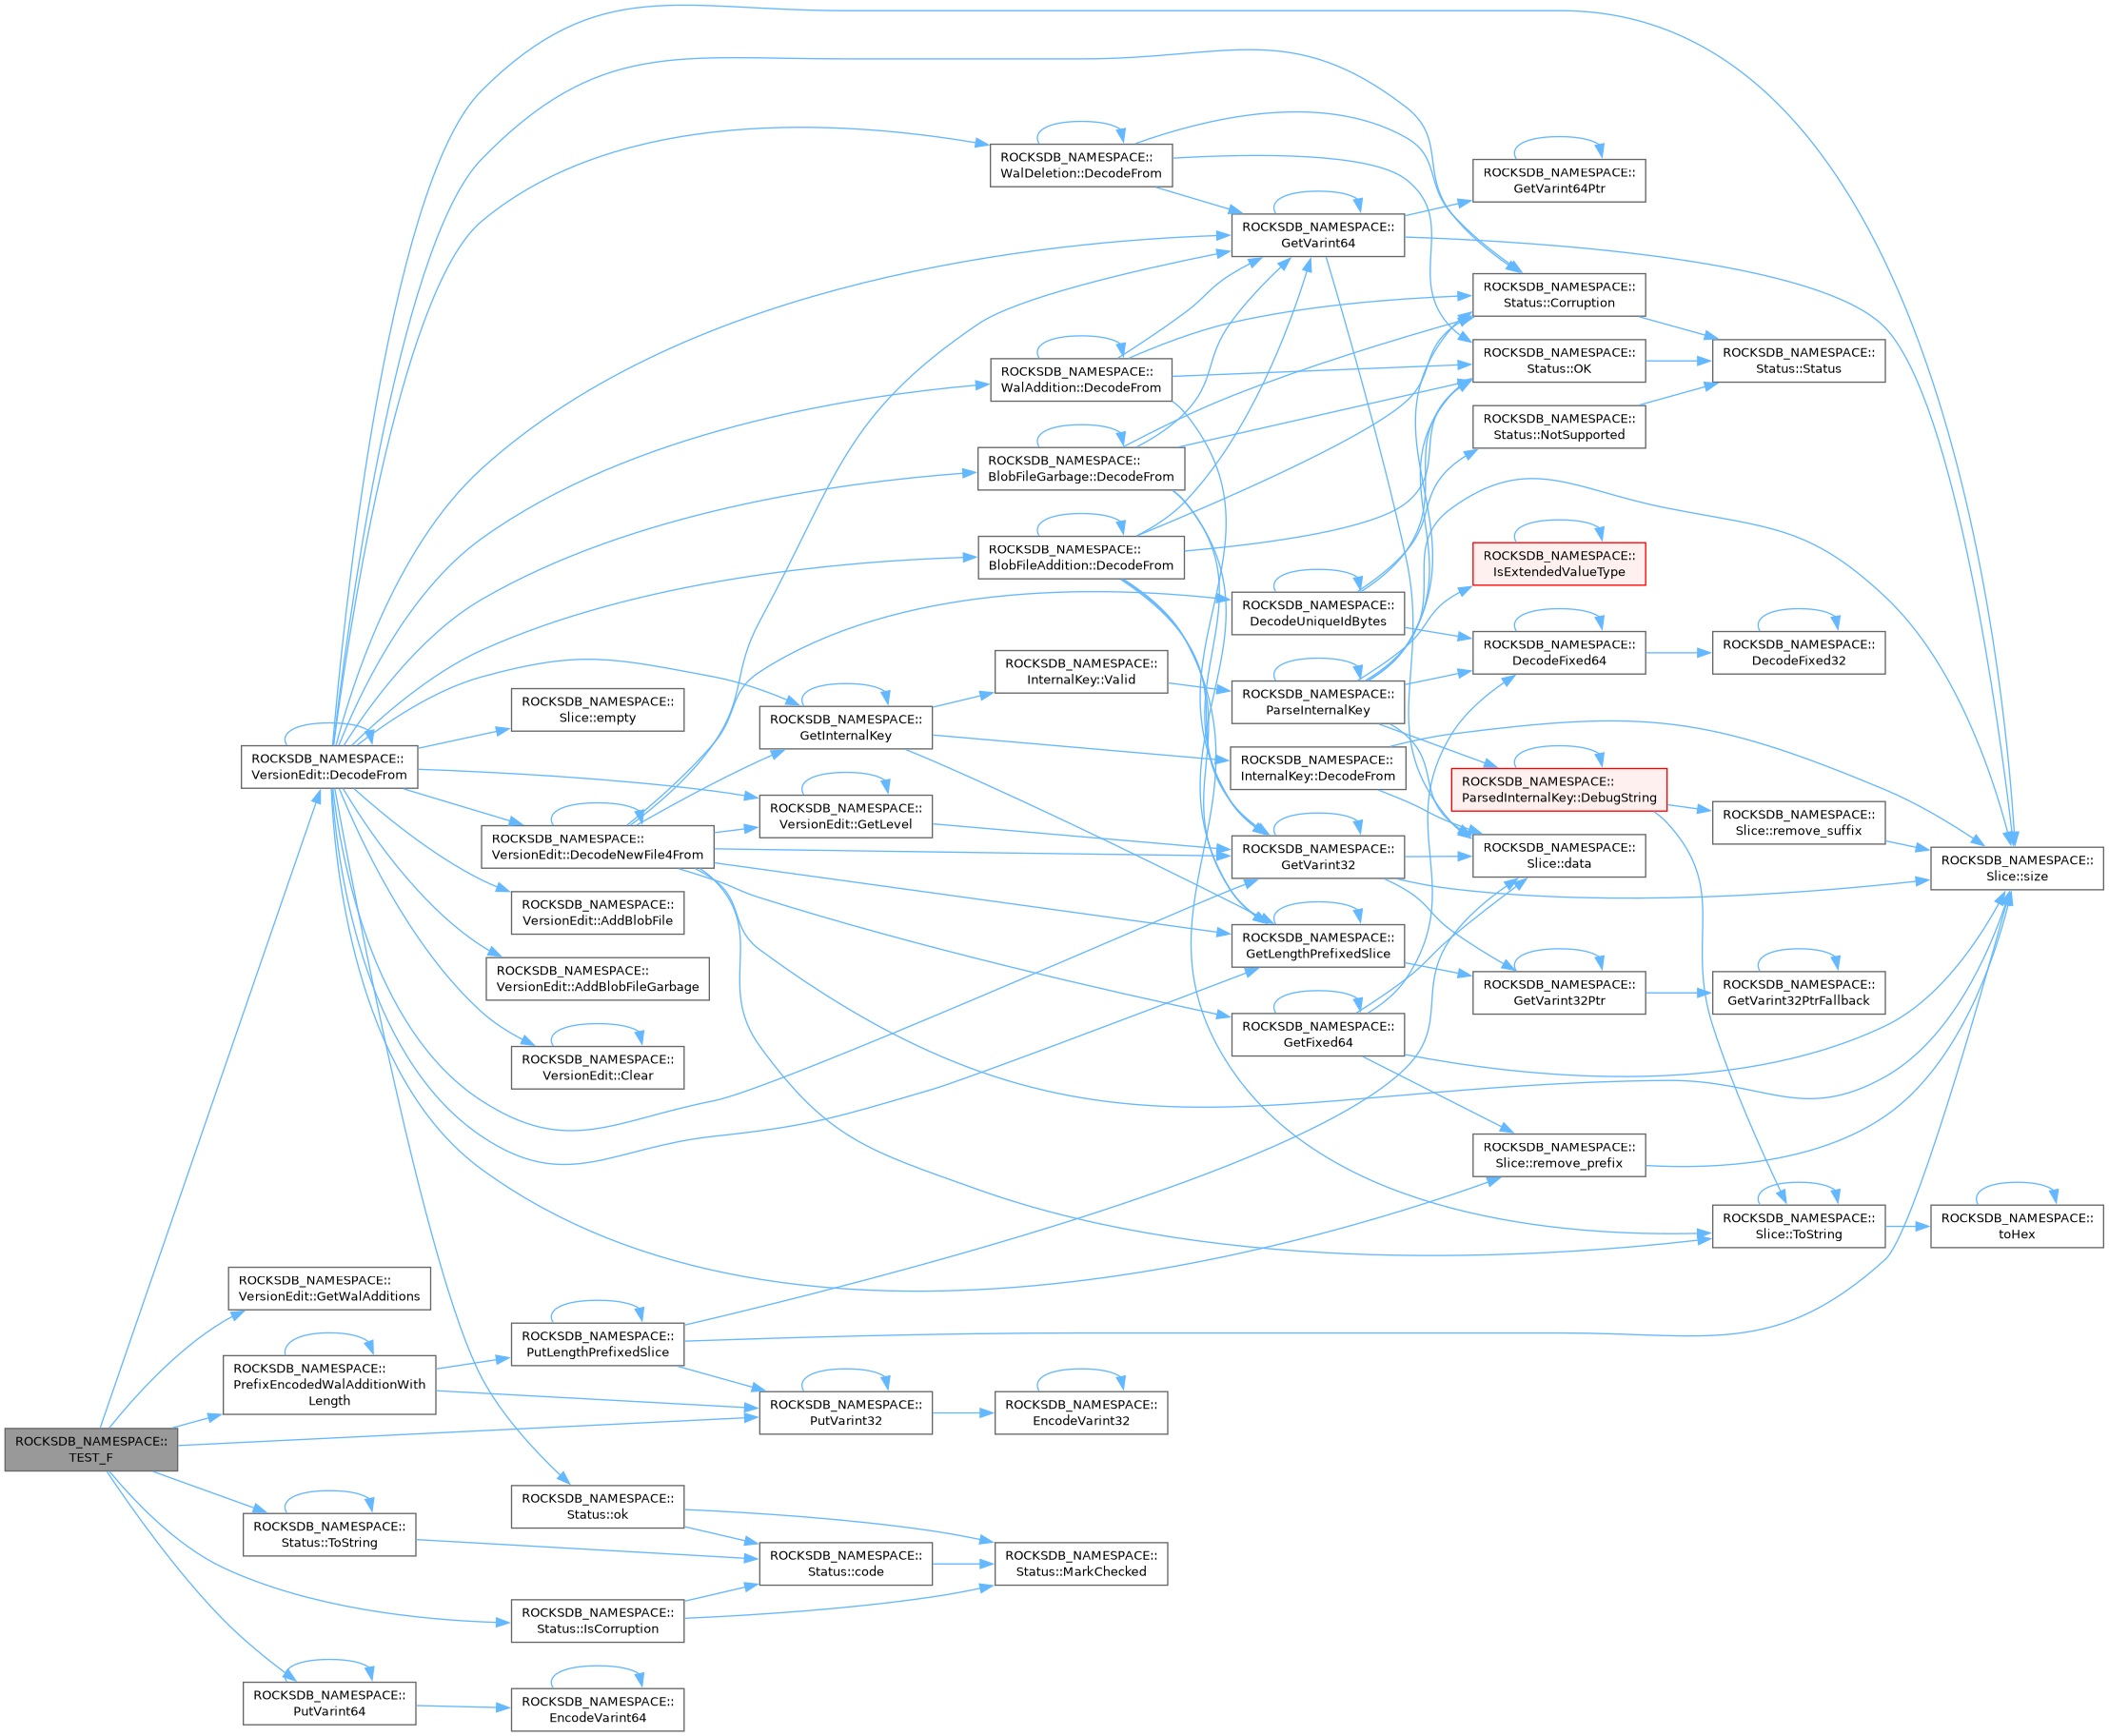 ROCKSDB_NAMESPACE::
TEST_F
ROCKSDB_NAMESPACE::
VersionEdit::DecodeFrom
ROCKSDB_NAMESPACE::
VersionEdit::GetWalAdditions
ROCKSDB_NAMESPACE::
PrefixEncodedWalAdditionWith
Length
ROCKSDB_NAMESPACE::
Status::ToString
ROCKSDB_NAMESPACE::
PutVarint64
ROCKSDB_NAMESPACE::
Slice::empty
ROCKSDB_NAMESPACE::
VersionEdit::DecodeNewFile4From
ROCKSDB_NAMESPACE::
VersionEdit::AddBlobFile
ROCKSDB_NAMESPACE::
VersionEdit::AddBlobFileGarbage
ROCKSDB_NAMESPACE::
VersionEdit::Clear
ROCKSDB_NAMESPACE::
PutLengthPrefixedSlice
ROCKSDB_NAMESPACE::
Status::ok
ROCKSDB_NAMESPACE::
Status::IsCorruption
ROCKSDB_NAMESPACE::
EncodeVarint64
ROCKSDB_NAMESPACE::
GetInternalKey
ROCKSDB_NAMESPACE::
VersionEdit::GetLevel
ROCKSDB_NAMESPACE::
PutVarint32
ROCKSDB_NAMESPACE::
Status::code
ROCKSDB_NAMESPACE::
WalDeletion::DecodeFrom
ROCKSDB_NAMESPACE::
WalAddition::DecodeFrom
ROCKSDB_NAMESPACE::
BlobFileGarbage::DecodeFrom
ROCKSDB_NAMESPACE::
BlobFileAddition::DecodeFrom
ROCKSDB_NAMESPACE::
InternalKey::Valid
ROCKSDB_NAMESPACE::
EncodeVarint32
ROCKSDB_NAMESPACE::
Status::MarkChecked
ROCKSDB_NAMESPACE::
GetVarint64
ROCKSDB_NAMESPACE::
DecodeUniqueIdBytes
ROCKSDB_NAMESPACE::
ParseInternalKey
ROCKSDB_NAMESPACE::
InternalKey::DecodeFrom
ROCKSDB_NAMESPACE::
GetVarint32
ROCKSDB_NAMESPACE::
GetLengthPrefixedSlice
ROCKSDB_NAMESPACE::
GetFixed64
ROCKSDB_NAMESPACE::
GetVarint64Ptr
ROCKSDB_NAMESPACE::
Status::Corruption
ROCKSDB_NAMESPACE::
Status::OK
ROCKSDB_NAMESPACE::
Status::NotSupported
ROCKSDB_NAMESPACE::
IsExtendedValueType
ROCKSDB_NAMESPACE::
DecodeFixed64
ROCKSDB_NAMESPACE::
ParsedInternalKey::DebugString
ROCKSDB_NAMESPACE::
Slice::data
ROCKSDB_NAMESPACE::
GetVarint32Ptr
ROCKSDB_NAMESPACE::
Slice::remove_prefix
ROCKSDB_NAMESPACE::
Status::Status
ROCKSDB_NAMESPACE::
DecodeFixed32
ROCKSDB_NAMESPACE::
Slice::remove_suffix
ROCKSDB_NAMESPACE::
GetVarint32PtrFallback
ROCKSDB_NAMESPACE::
Slice::ToString
ROCKSDB_NAMESPACE::
Slice::size
ROCKSDB_NAMESPACE::
toHex